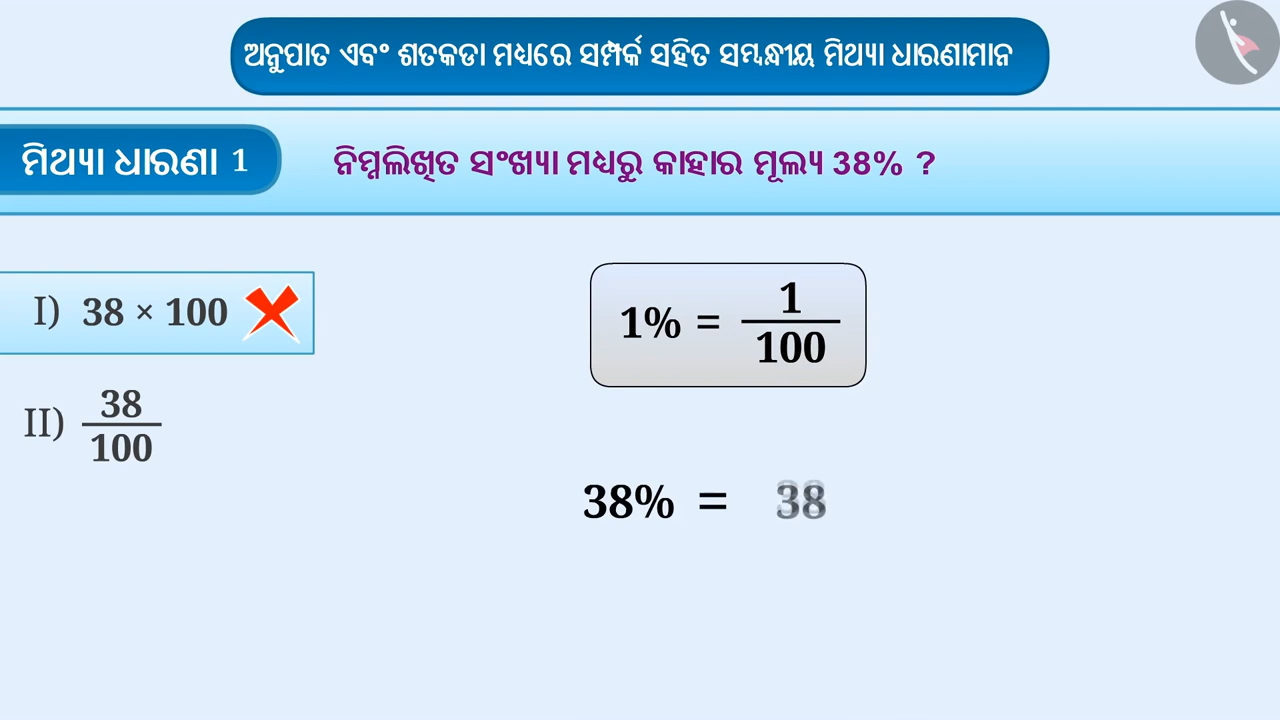 ଅନୁପାତ ଏବଂ ଶତକଡା ମଧ୍ୟରେ ସମ୍ପର୍କ ସହିତ ସମ୍ବନ୍ଧୀୟ ମିଥ୍ୟା ଧାରଣାମାନ
ମିଥ୍ୟା ଧାରଣା 1
ନିମ୍ନଲିଖିତ ସଂଖ୍ୟା ମଧ୍ୟରୁ କାହାର ମୂଲ୍ୟ 38% ?
I) 38 × 100
1% = 1/100
II) 38/100
38% = 38